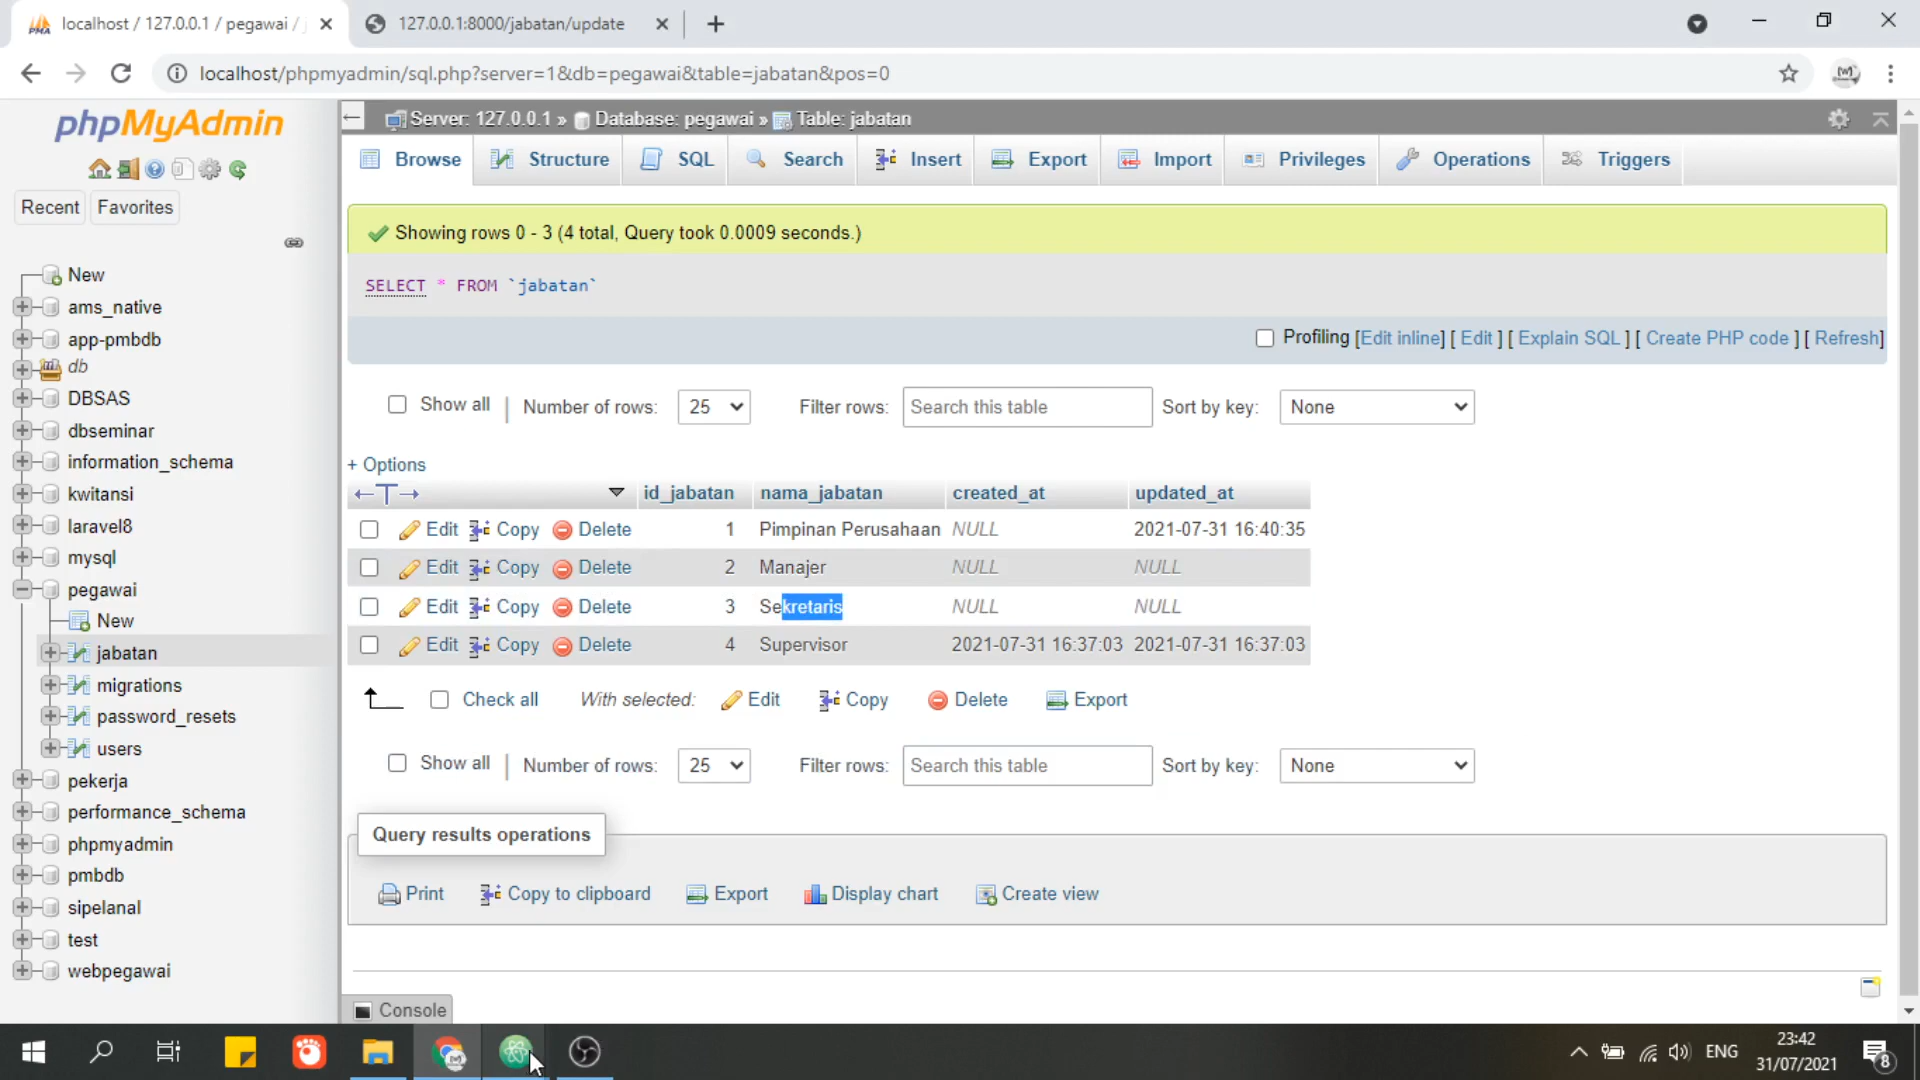 localhost / 127.0.0.1 / pegawai / j
127.0.0.1:8000/jabatan/update
localhost/phpmyadmin/sql.php?server=1&db=pegawai&table=jabatan&pos=0
phpMyAdmin
Recent
Favorites
New
ams_native
app-pmbdb
db
DBSAS
dbseminar
information_schema
kwitansi
laravel8
mysql
pegawai
New
jabatan
migrations
password_resets
users
pekerja
performance_schema
phpmyadmin
pmbdb
sipelanal
test
webpegawai
Server: 127.0.0.1 » Database: pegawai » Table: jabatan
Browse Structure SQL Search Insert Export Import Privileges Operations Triggers
Showing rows 0 - 3 (4 total, Query took 0.0009 seconds.)
SELECT * FROM `jabatan`
Profiling [Edit inline] [ Edit ] [ Explain SQL ] [ Create PHP code ] [ Refresh]
Show all | Number of rows: 25 Filter rows: Search this table Sort by key: None
+ Options
←T→ id_jabatan nama_jabatan created_at updated_at
Edit Copy Delete 1 Pimpinan Perusahaan NULL 2021-07-31 16:40:35
Edit Copy Delete 2 Manajer NULL NULL
Edit Copy Delete 3 Sekretaris NULL NULL
Edit Copy Delete 4 Supervisor 2021-07-31 16:37:03 2021-07-31 16:37:03
Check all With selected: Edit Copy Delete Export
Show all | Number of rows: 25 Filter rows: Search this table Sort by key: None
Query results operations
Print Copy to clipboard Export Display chart Create view
Console
ENG
23:42
31/07/2021
8